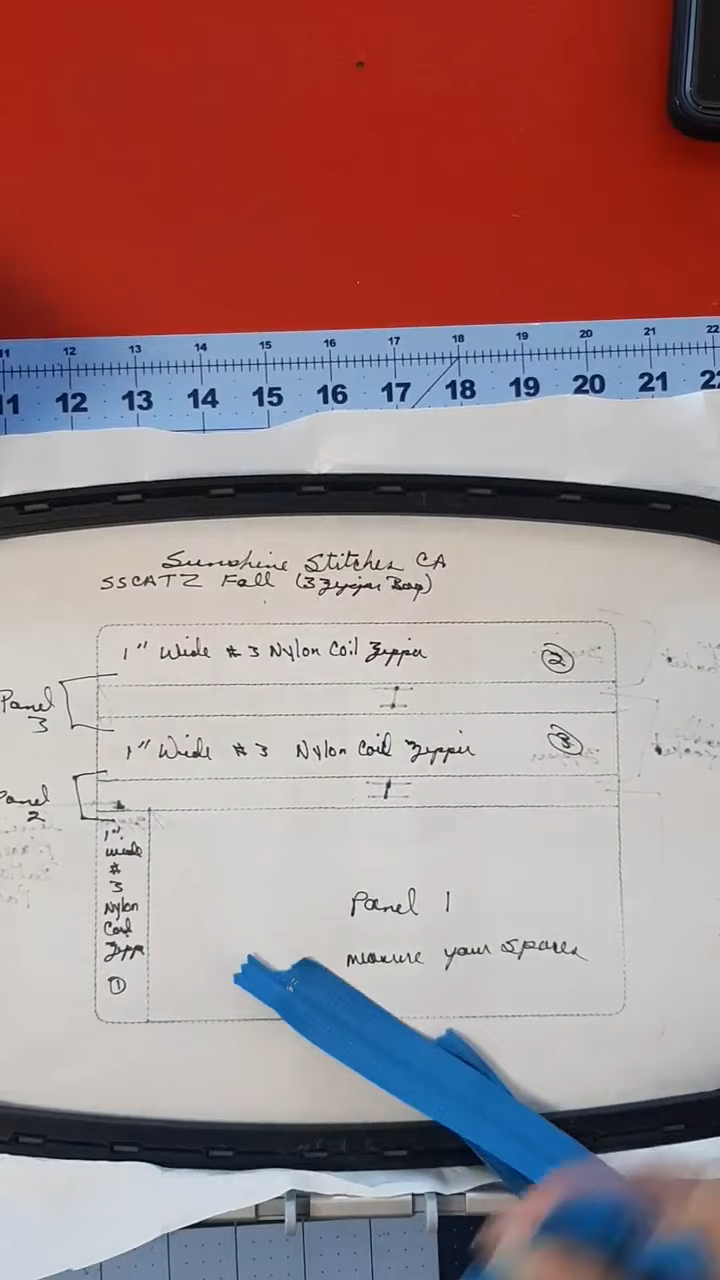 11 12 13 14 15 16 17 18 19 20 21 22
11 12 13 14 15 16 17 18 19 20 21 22
Sunshine Stitches CA
SSCATZ Fall (3 Zipper Bag)
1" Wide #3 Nylon Coil Zipper
2
Panel
3
1" Wide #3 Nylon Coil Zipper
3
Panel
2
1"
Wide
#
3
Nylon
Coil
Zipp
1
Panel 1
measure your spaces